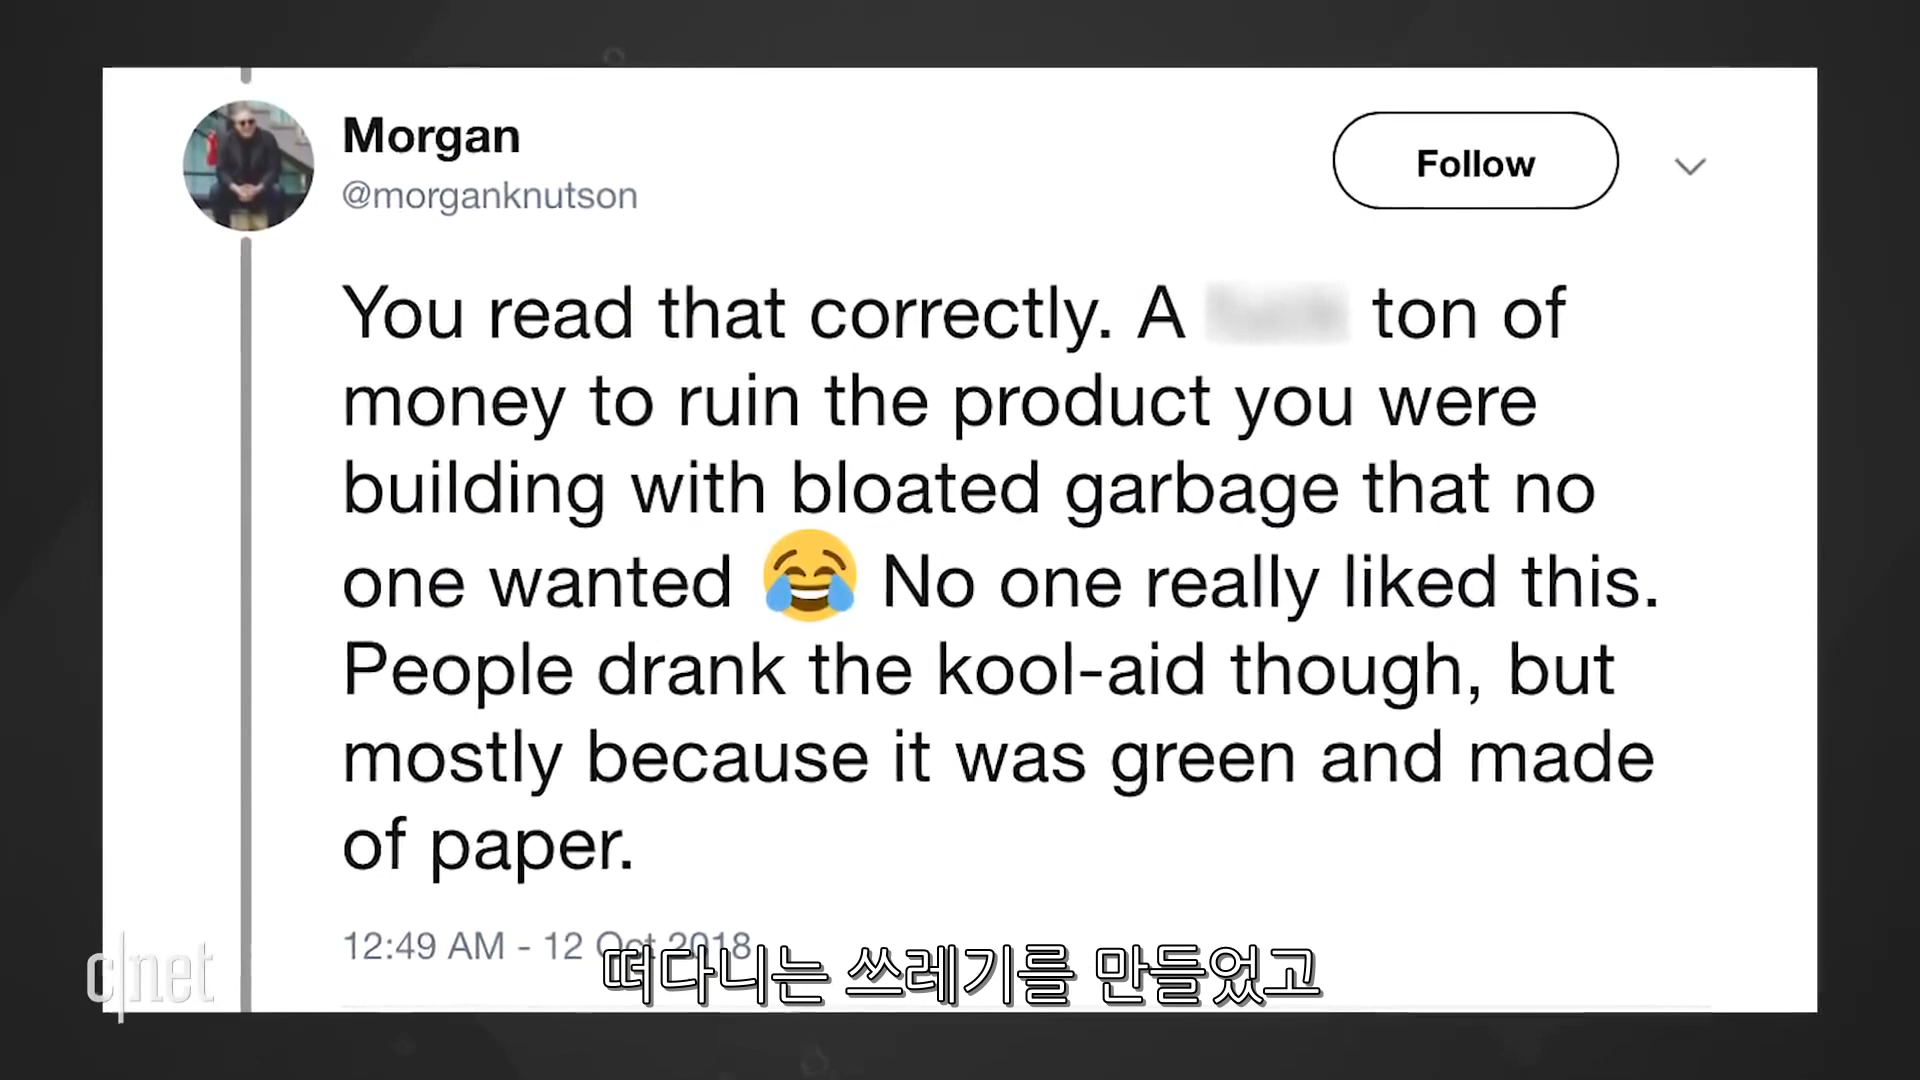 Morgan
@morganknutson
Follow
You read that correctly. A ton of
money to ruin the product you were
building with bloated garbage that no
one wanted 😂 No one really liked this.
People drank the kool-aid though, but
mostly because it was green and made
of paper.
12:49 AM - 12 Oct 2018
떠다니는 쓰레기를 만들었고
c|net